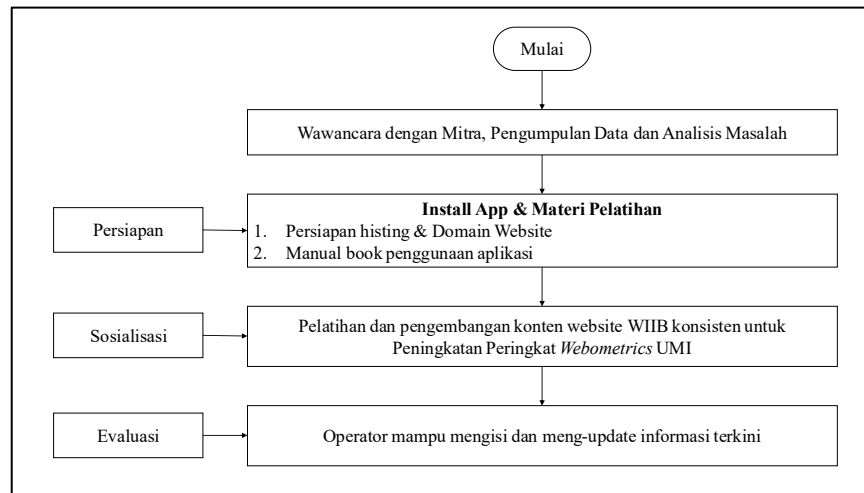 Mulai
Wawancara dengan Mitra, Pengumpulan Data dan Analisis Masalah
Persiapan
Install App & Materi Pelatihan
1. Persiapan histing & Domain Website
2. Manual book penggunaan aplikasi
Sosialisasi
Pelatihan dan pengembangan konten website WIIB konsisten untuk
Peningkatan Peringkat Webometrics UMI
Evaluasi
Operator mampu mengisi dan meng-update informasi terkini